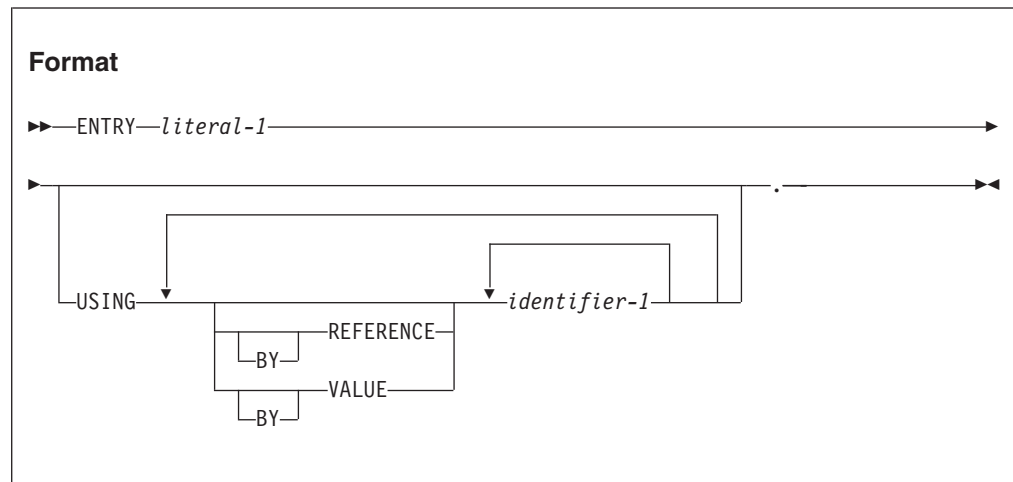 Format
ENTRY literal-1
.
USING identifier-1
REFERENCE
BY
VALUE
BY